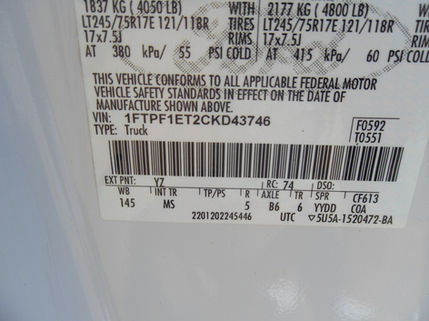 1837 KG ( 4050 LB) WITH 2177 KG ( 4800 LB) WITH
LT245/75R17E 121/118R TIRES LT245/75R17E 121/118R
17x7.5J RIMS 17x7.5J RIMS
AT 380 kPa/ 55 PSI COLD AT 415 kPa/ 60 PSI COLD
THIS VEHICLE CONFORMS TO ALL APPLICABLE FEDERAL MOTOR
VEHICLE SAFETY STANDARDS IN EFFECT ON THE DATE OF
MANUFACTURE SHOWN ABOVE.
VIN: 1FTPF1ET2CKD43746 F0592
TYPE: Truck T0551
EXT PNT: YZ RC: 74 DSO:
WB INT TR TP/PS R AXLE TR SPR CF613
145 MS 5 B6 6 YYDD COA
2201202245446 UTC ▽5U5A-1520472-BA